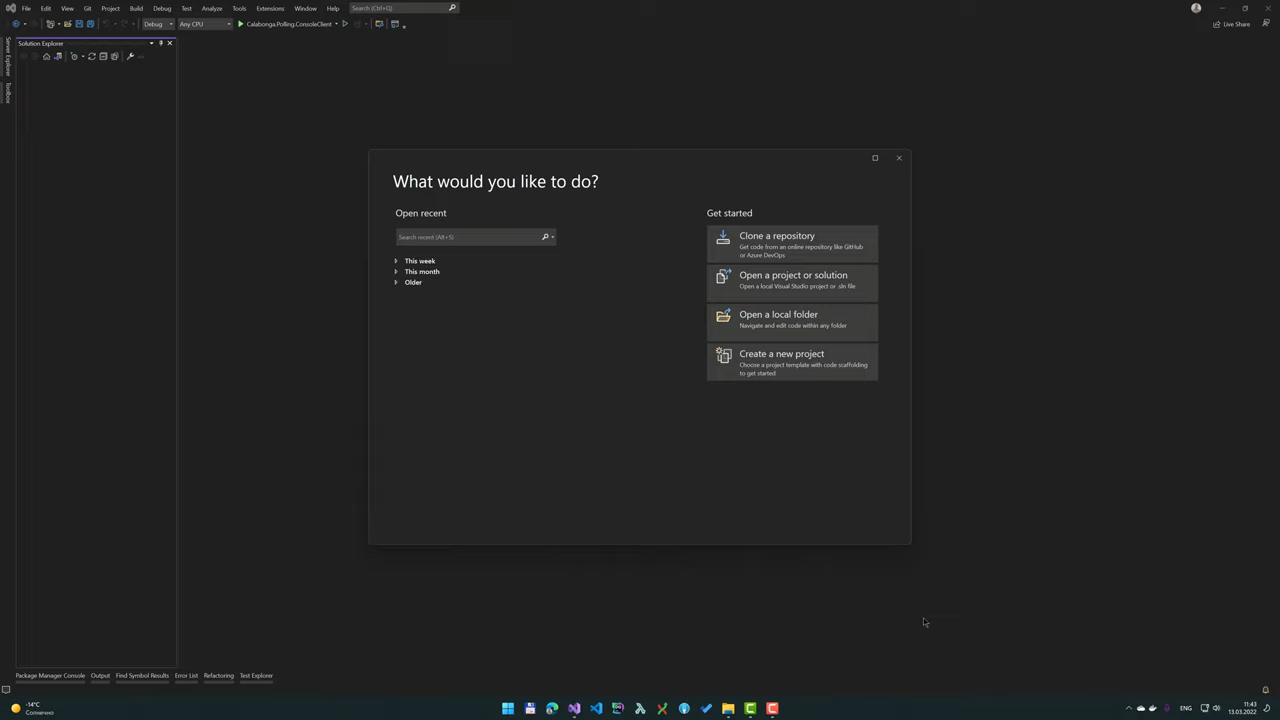 File Edit View Git Project Build Debug Test Analyze Tools Extensions Window Help Search (Ctrl+Q)
Debug Any CPU Calabonga.Polling.ConsoleClient Live Share
Server Explorer
Toolbox
Solution Explorer
What would you like to do?
Open recent
Search recent (Alt+S)
This week
This month
Older
Get started
Clone a repository
Get code from an online repository like GitHub
or Azure DevOps
Open a project or solution
Open a local Visual Studio project or .sln file
Open a local folder
Navigate and edit code within any folder
Create a new project
Choose a project template with code scaffolding
to get started
Package Manager Console Output Find Symbol Results Error List Refactoring Test Explorer
-14°C
Солнечно
ENG
11:43
13.03.2022